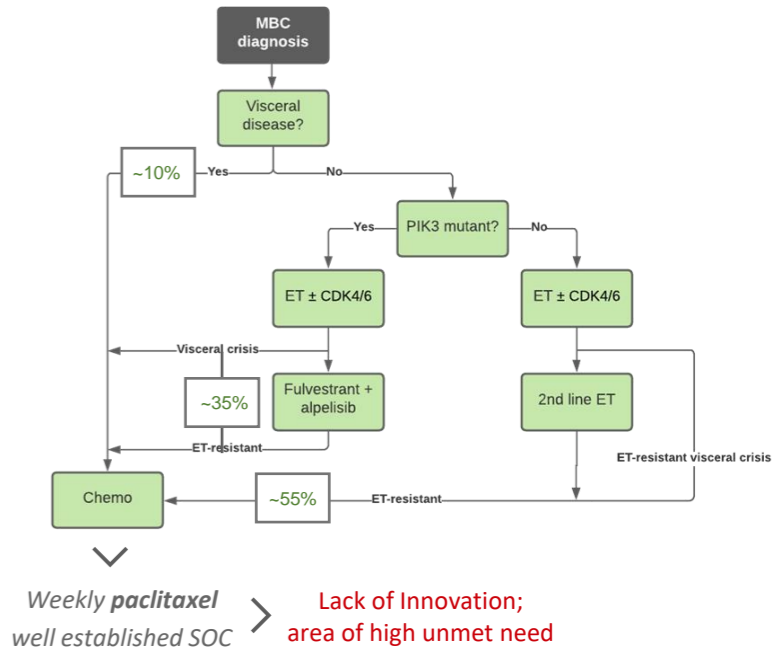 MBC
diagnosis
Visceral
disease?
~10%
Yes
No
PIK3 mutant?
Yes
No
ET ± CDK4/6
ET ± CDK4/6
Visceral crisis
~35%
Fulvestrant +
alpelisib
2nd line ET
ET-resistant
ET-resistant visceral crisis
Chemo
~55%
ET-resistant
Weekly paclitaxel
well established SOC
Lack of Innovation;
area of high unmet need